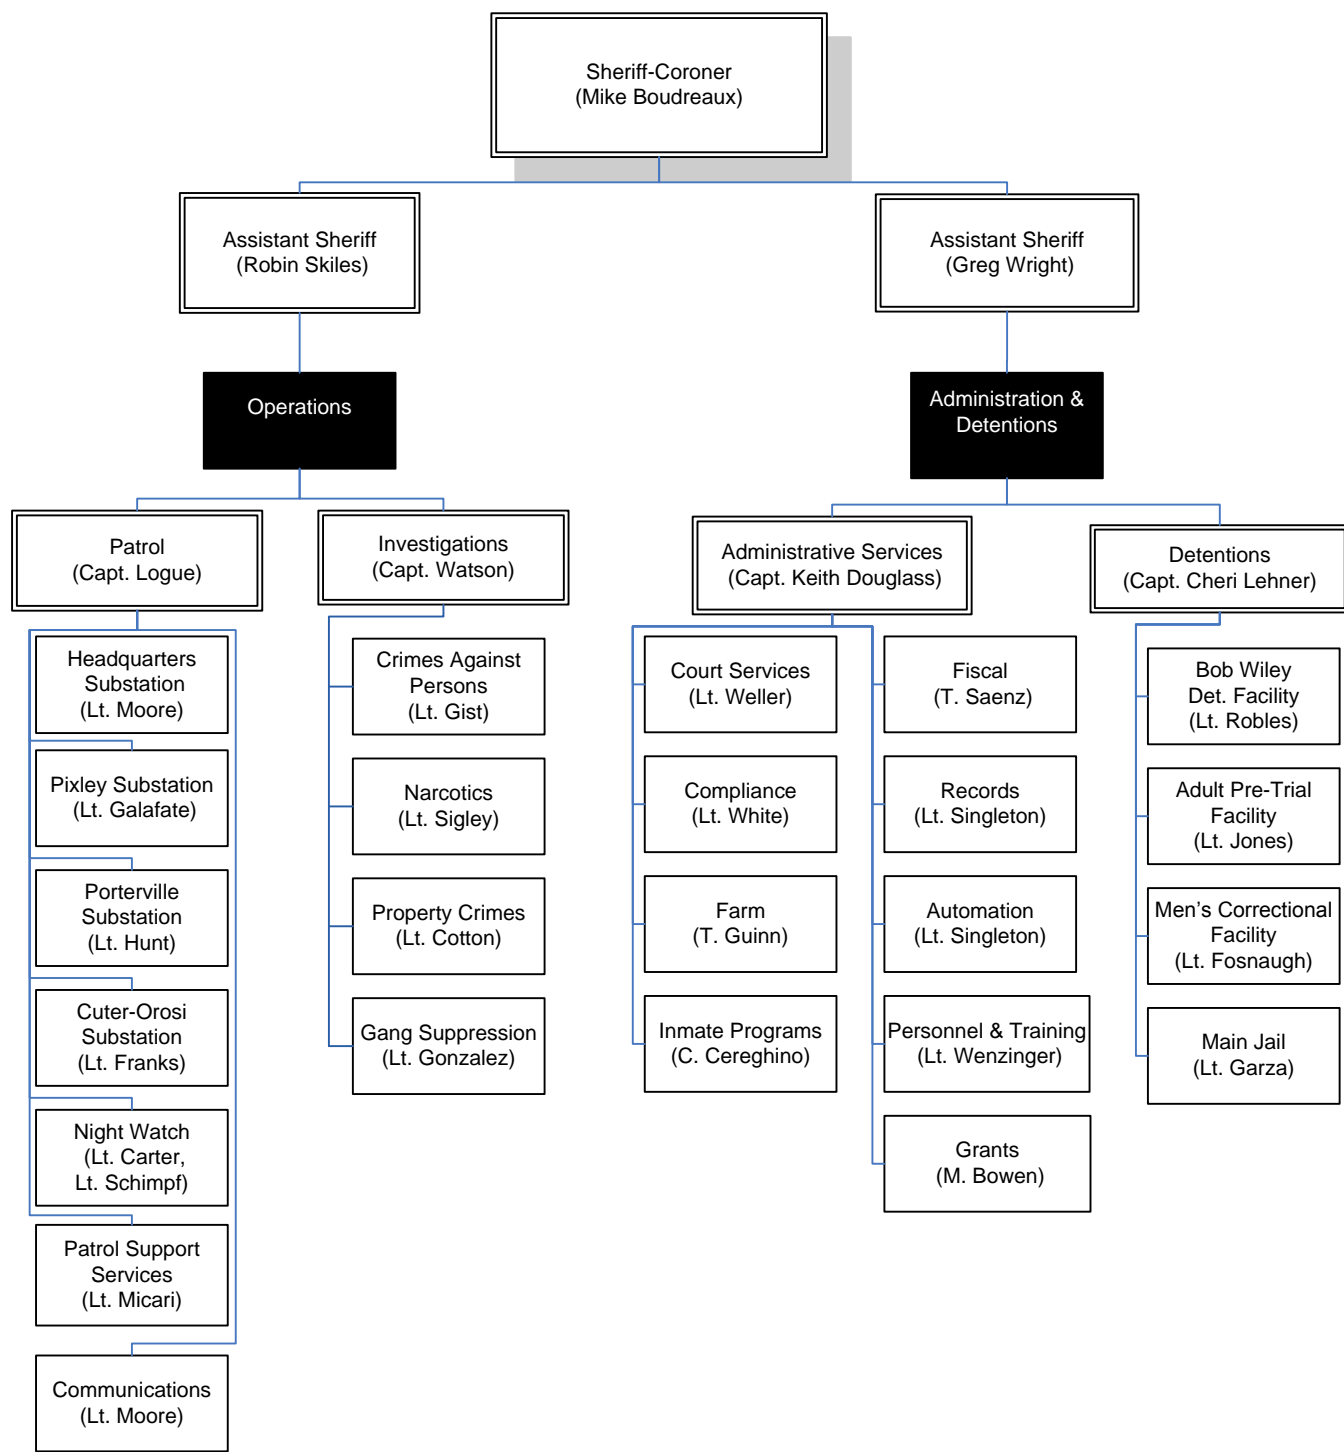 Sheriff-Coroner
(Mike Boudreaux)
Assistant Sheriff
(Robin Skiles)
Assistant Sheriff
(Greg Wright)
Operations
Administration &
Detentions
Patrol
(Capt. Logue)
Investigations
(Capt. Watson)
Administrative Services
(Capt. Keith Douglass)
Detentions
(Capt. Cheri Lehner)
Headquarters
Substation
(Lt. Moore)
Pixley Substation
(Lt. Galafate)
Porterville
Substation
(Lt. Hunt)
Cuter-Orosi
Substation
(Lt. Franks)
Night Watch
(Lt. Carter,
Lt. Schimpf)
Patrol Support
Services
(Lt. Micari)
Communications
(Lt. Moore)
Crimes Against
Persons
(Lt. Gist)
Narcotics
(Lt. Sigley)
Property Crimes
(Lt. Cotton)
Gang Suppression
(Lt. Gonzalez)
Court Services
(Lt. Weller)
Compliance
(Lt. White)
Farm
(T. Guinn)
Inmate Programs
(C. Cereghino)
Fiscal
(T. Saenz)
Records
(Lt. Singleton)
Automation
(Lt. Singleton)
Personnel & Training
(Lt. Wenzinger)
Grants
(M. Bowen)
Bob Wiley
Det. Facility
(Lt. Robles)
Adult Pre-Trial
Facility
(Lt. Jones)
Men’s Correctional
Facility
(Lt. Fosnaugh)
Main Jail
(Lt. Garza)